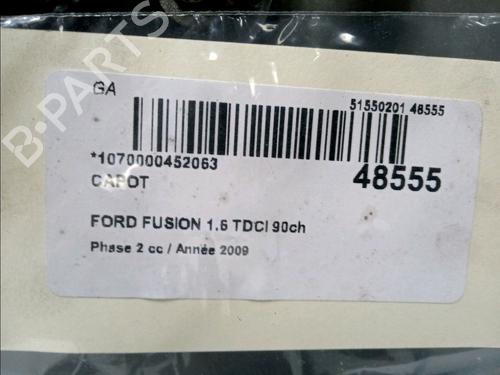 B-PARTS
GA
51550201 48555
*1070000452063
48555
CAPOT
FORD FUSION 1.6 TDCI 90ch
Phase 2 cc / Année 2009